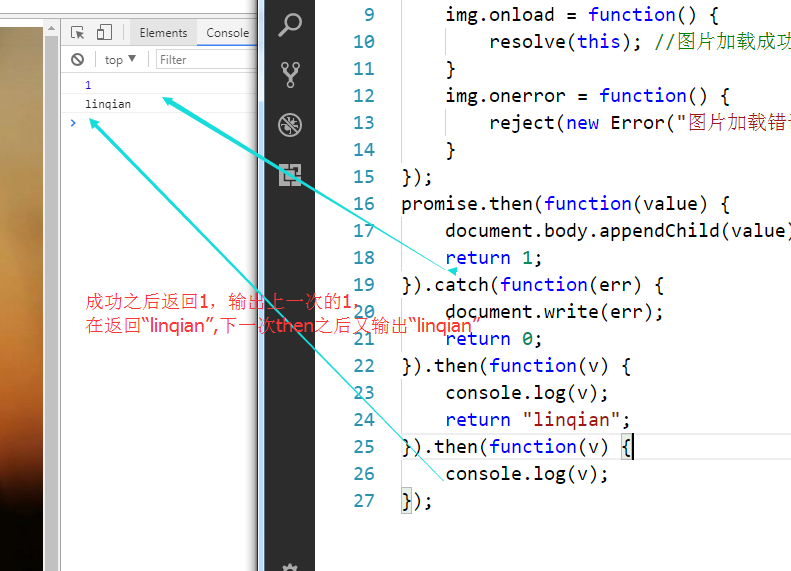 Elements
Console
top
Filter
1
linqian
成功之后返回1，输出上一次的1，
在返回“linqian”,下一次then之后又输出“linqian”
9 img.onload = function() {
10 resolve(this); //图片加载成功
11 }
12 img.onerror = function() {
13 reject(new Error("图片加载错
14 }
15 });
16 promise.then(function(value) {
17 document.body.appendChild(value)
18 return 1;
19 }).catch(function(err) {
20 document.write(err);
21 return 0;
22 }).then(function(v) {
23 console.log(v);
24 return "linqian";
25 }).then(function(v) {
26 console.log(v);
27 });